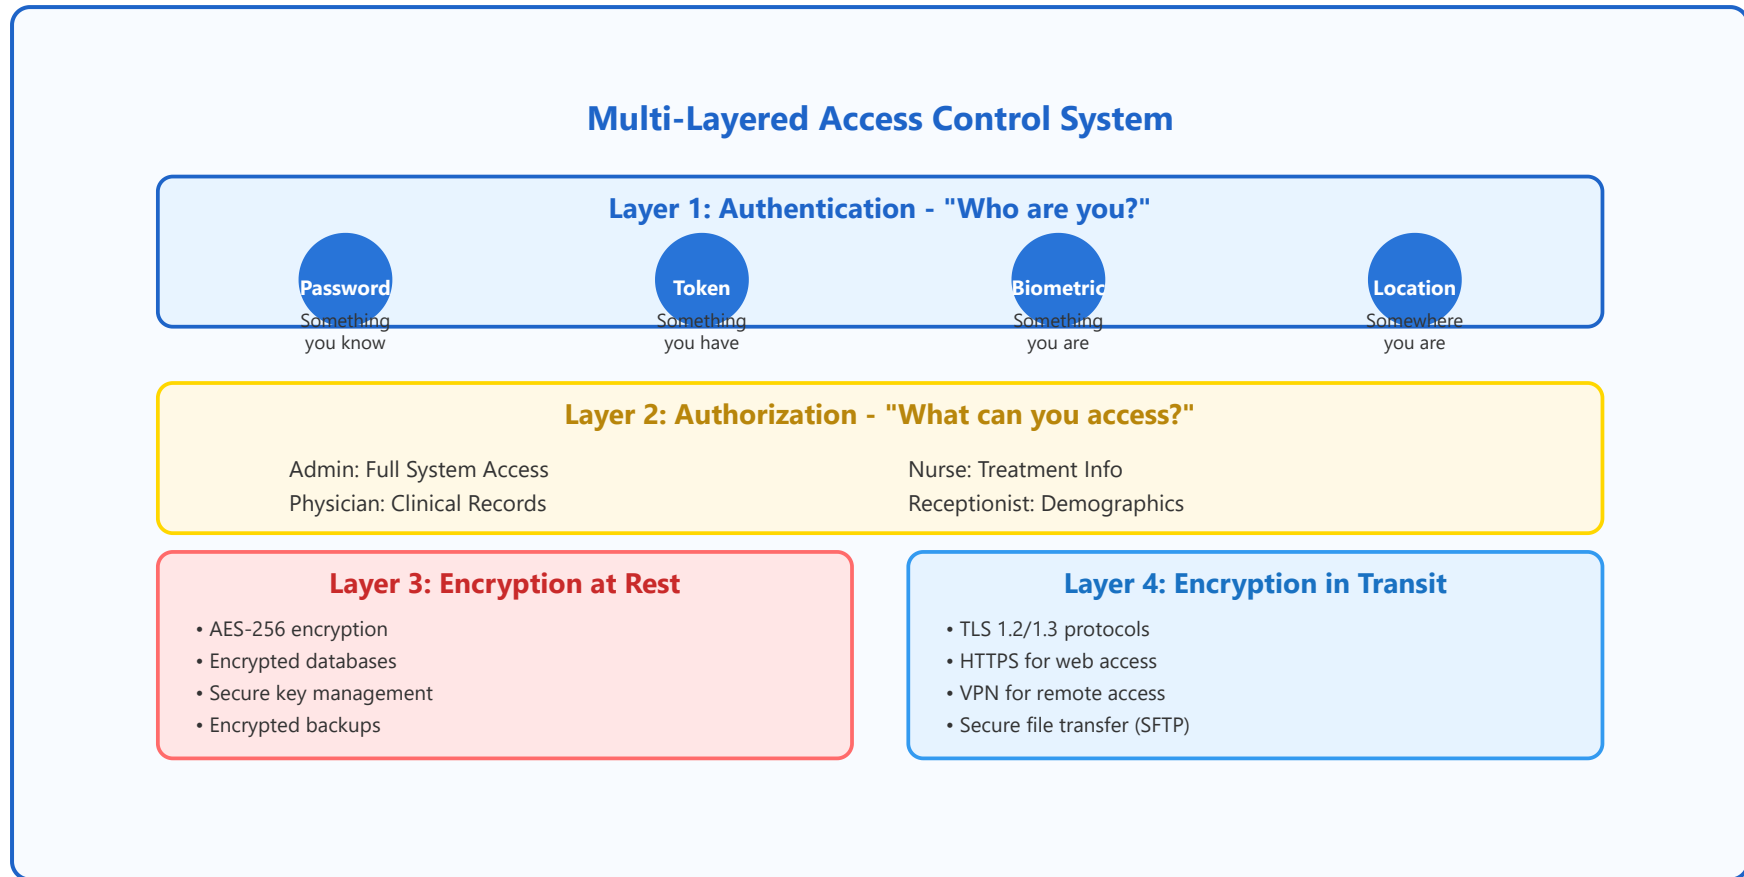 Multi-Layered Access Control System
Layer 1: Authentication - "Who are you?"
Password
Something
you know
Token
Something
you have
Biometric
Something
you are
Location
Somewhere
you are
Layer 2: Authorization - "What can you access?"
Admin: Full System Access
Physician: Clinical Records
Nurse: Treatment Info
Receptionist: Demographics
Layer 3: Encryption at Rest
• AES-256 encryption
• Encrypted databases
• Secure key management
• Encrypted backups
Layer 4: Encryption in Transit
• TLS 1.2/1.3 protocols
• HTTPS for web access
• VPN for remote access
• Secure file transfer (SFTP)